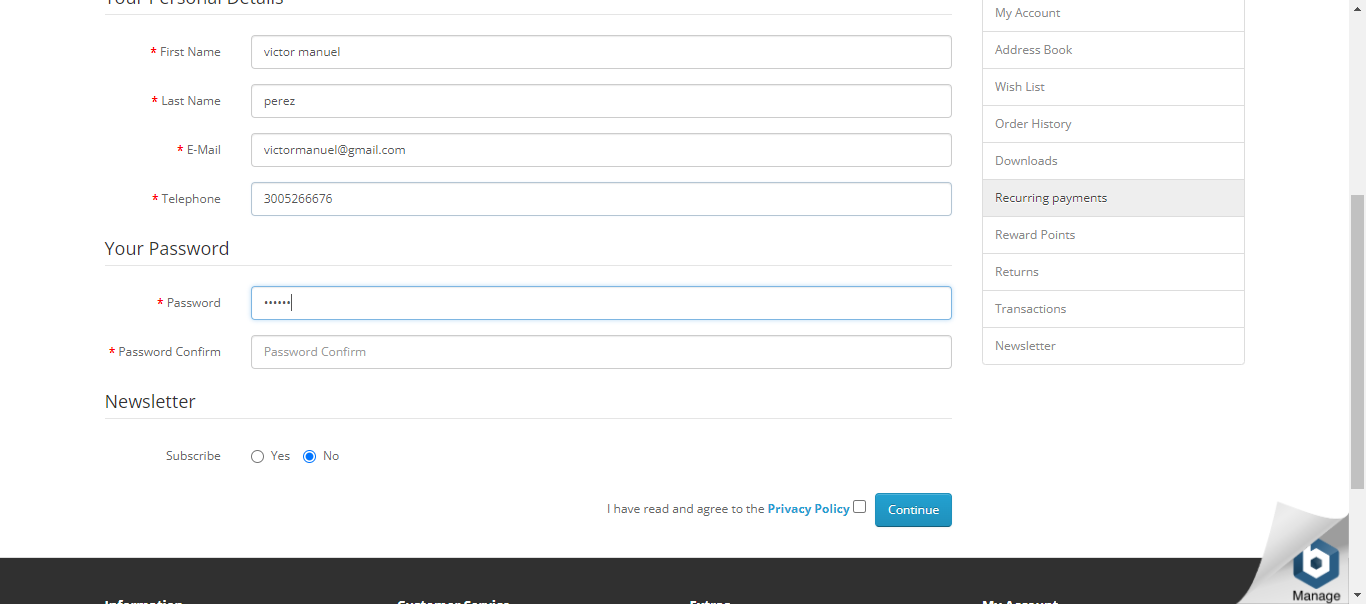 Your Personal Details
* First Name victor manuel
* Last Name perez
* E-Mail victormanuel@gmail.com
* Telephone 3005266676
Your Password
* Password ••••••
* Password Confirm Password Confirm
Newsletter
Subscribe Yes No
I have read and agree to the Privacy Policy Continue
My Account
Address Book
Wish List
Order History
Downloads
Recurring payments
Reward Points
Returns
Transactions
Newsletter
b
Manage
Information Customer Service Extras My Account